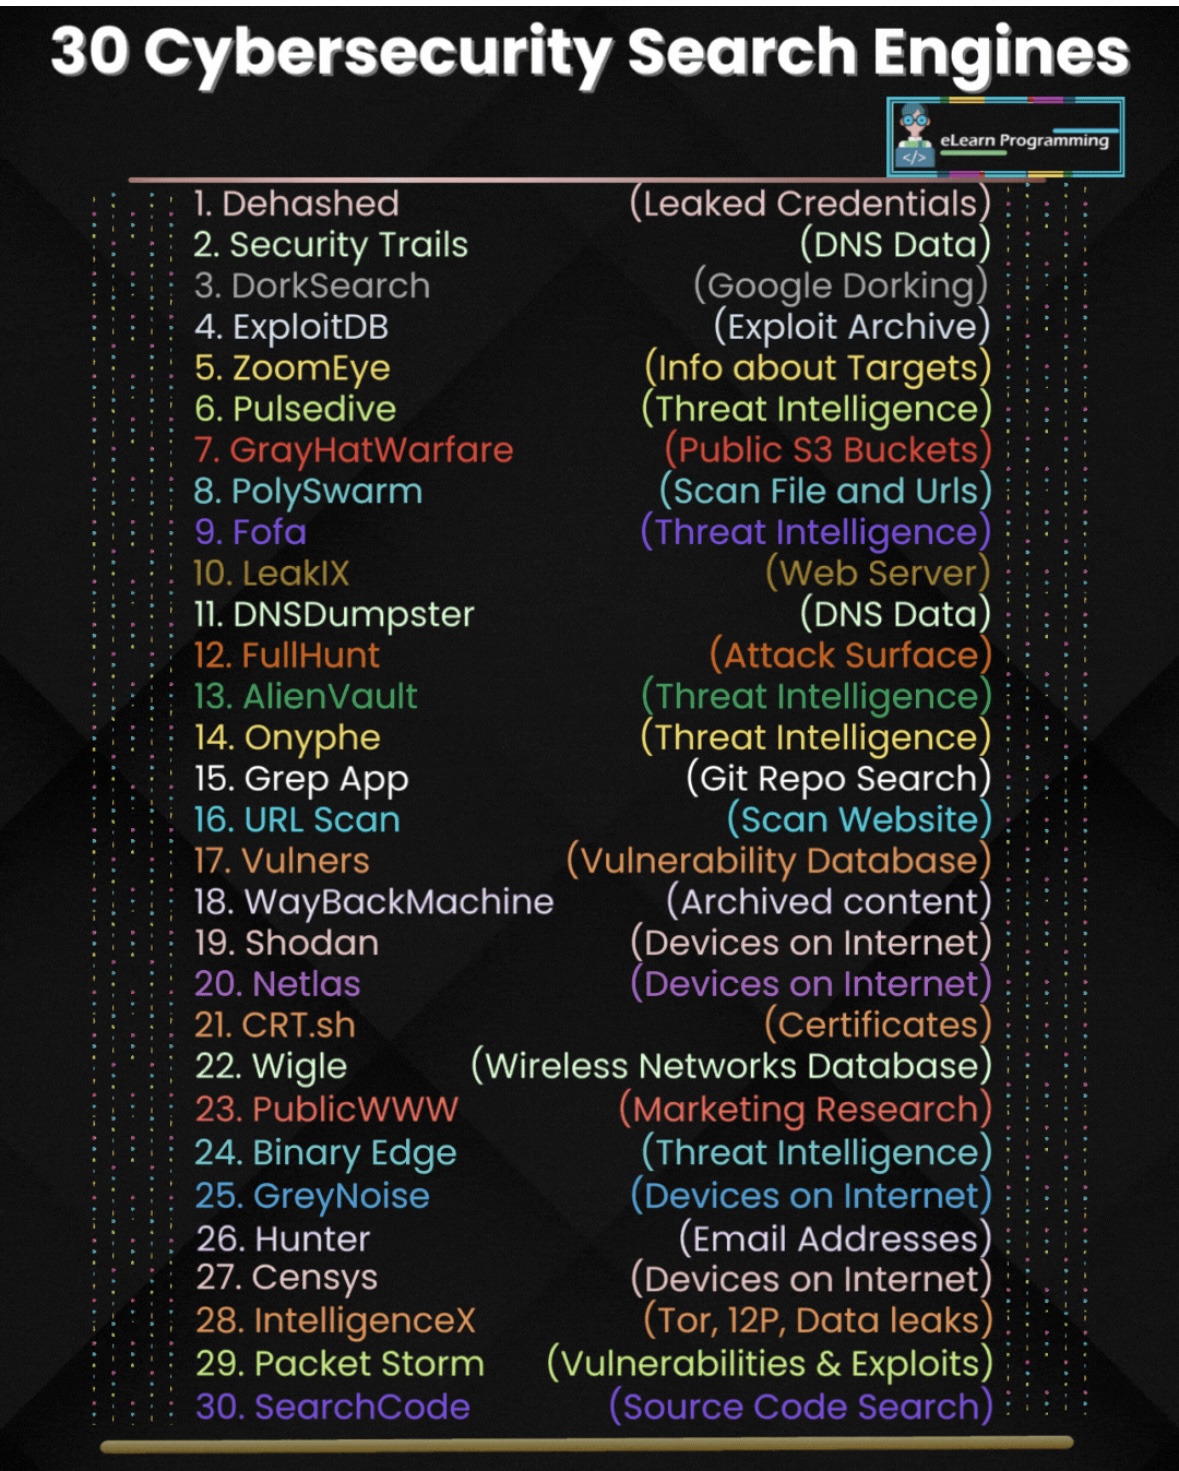 30 Cybersecurity Search Engines
</>
eLearn Programming
1. Dehashed (Leaked Credentials)
2. Security Trails (DNS Data)
3. DorkSearch (Google Dorking)
4. ExploitDB (Exploit Archive)
5. ZoomEye (Info about Targets)
6. Pulsedive (Threat Intelligence)
7. GrayHatWarfare (Public S3 Buckets)
8. PolySwarm (Scan File and Urls)
9. Fofa (Threat Intelligence)
10. LeakIX (Web Server)
11. DNSDumpster (DNS Data)
12. FullHunt (Attack Surface)
13. AlienVault (Threat Intelligence)
14. Onyphe (Threat Intelligence)
15. Grep App (Git Repo Search)
16. URL Scan (Scan Website)
17. Vulners (Vulnerability Database)
18. WayBackMachine (Archived content)
19. Shodan (Devices on Internet)
20. Netlas (Devices on Internet)
21. CRT.sh (Certificates)
22. Wigle (Wireless Networks Database)
23. PublicWWW (Marketing Research)
24. Binary Edge (Threat Intelligence)
25. GreyNoise (Devices on Internet)
26. Hunter (Email Addresses)
27. Censys (Devices on Internet)
28. IntelligenceX (Tor, 12P, Data leaks)
29. Packet Storm (Vulnerabilities & Exploits)
30. SearchCode (Source Code Search)